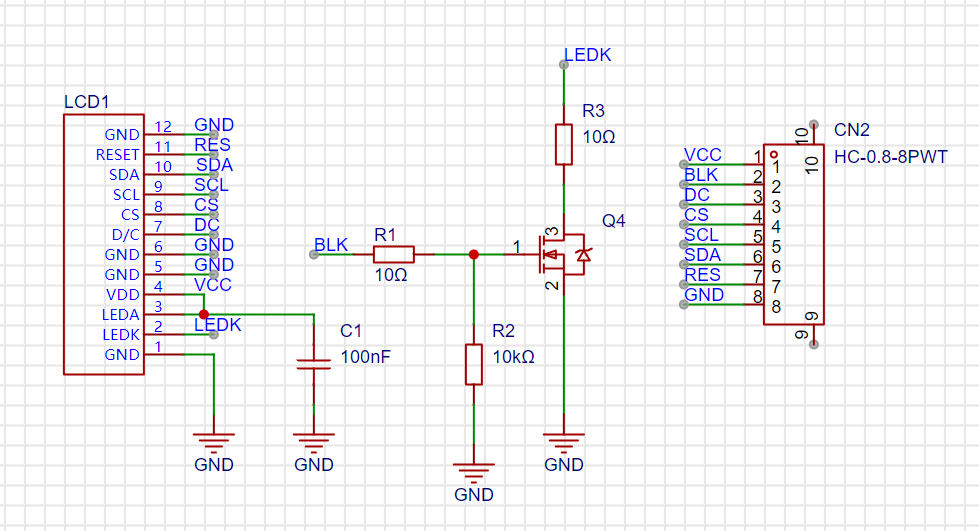 LCD1
GND 12 GND
RESET 11 RES
SDA 10 SDA
SCL 9 SCL
CS 8 CS
D/C 7 DC
GND 6 GND
GND 5 GND
VDD 4 VCC
LEDA 3
LEDK 2 LEDK
GND 1
GND
C1
100nF
GND
BLK
R1
10Ω
R2
10kΩ
GND
LEDK
R3
10Ω
Q4
1
3
2
GND
CN2
HC-0.8-8PWT
10
10
VCC 1 1
BLK 2 2
DC 3 3
CS 4 4
SCL 5 5
SDA 6 6
RES 7 7
GND 8 8
9
9